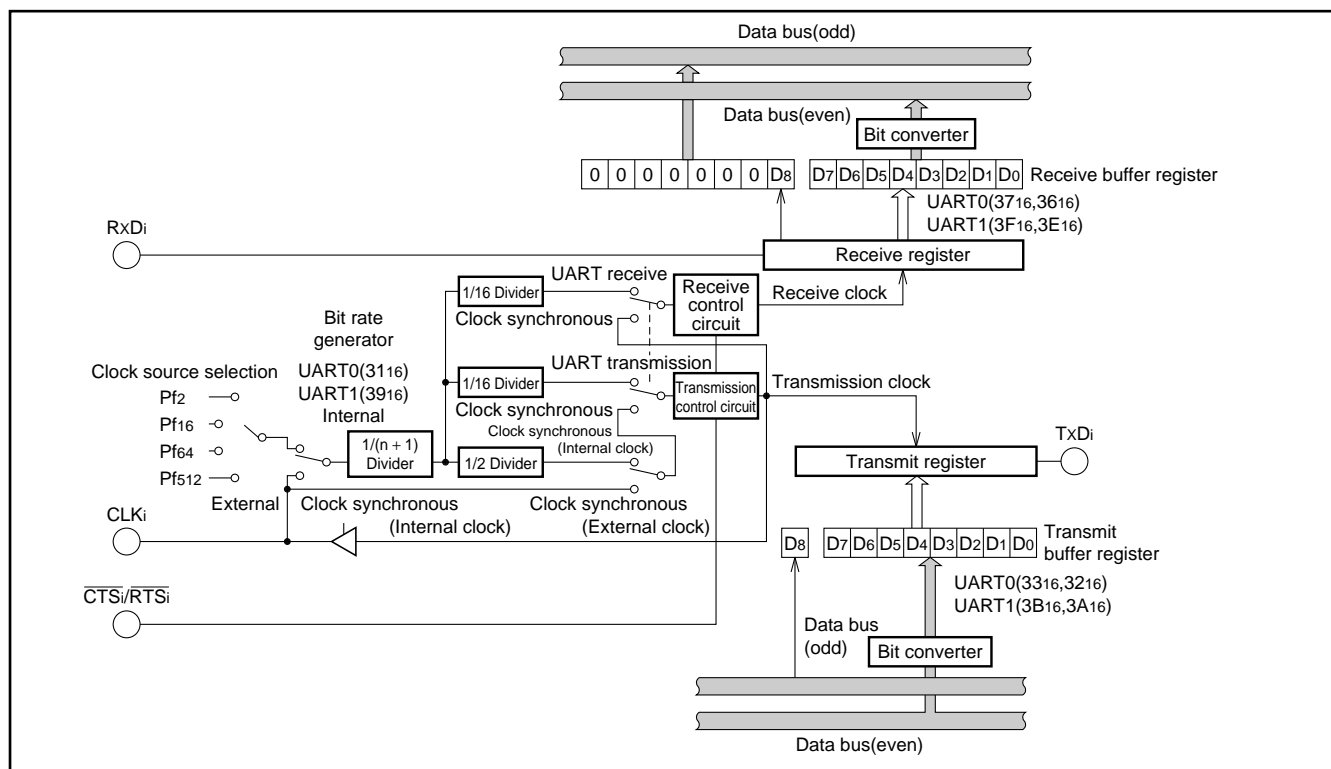 Data bus(odd)
Data bus(even)
Bit converter
0 0 0 0 0 0 0 D8
D7 D6 D5 D4 D3 D2 D1 D0
Receive buffer register
UART0(3716,3616)
UART1(3F16,3E16)
RxDi
Receive register
UART receive
1/16 Divider
Receive
control
circuit
Receive clock
Clock synchronous
Bit rate
generator
UART0(3116)
UART1(3916)
Internal
Clock source selection
Pf2
Pf16
Pf64
Pf512
External
1/(n + 1)
Divider
UART transmission
1/16 Divider
Transmission
control circuit
Transmission clock
Clock synchronous
Clock synchronous
(Internal clock)
1/2 Divider
TxDi
Transmit register
CLKi
Clock synchronous
(Internal clock)
Clock synchronous
(External clock)
D8
D7 D6 D5 D4 D3 D2 D1 D0
Transmit
buffer register
UART0(3316,3216)
UART1(3B16,3A16)
CTSi/RTSi
Data bus
(odd)
Bit converter
Data bus(even)